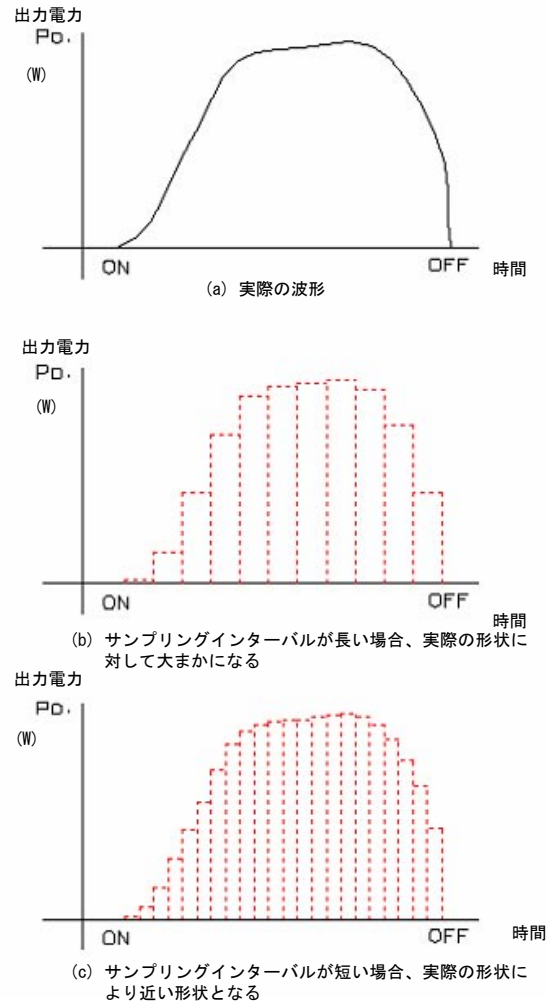 出力電力
Po.
(W)
ON
OFF
時間
(a) 実際の波形
出力電力
Po.
(W)
ON
OFF
時間
(b) サンプリングインターバルが長い場合、実際の形状に
対して大まかになる
出力電力
Po.
(W)
ON
OFF
時間
(c) サンプリングインターバルが短い場合、実際の形状に
より近い形状となる